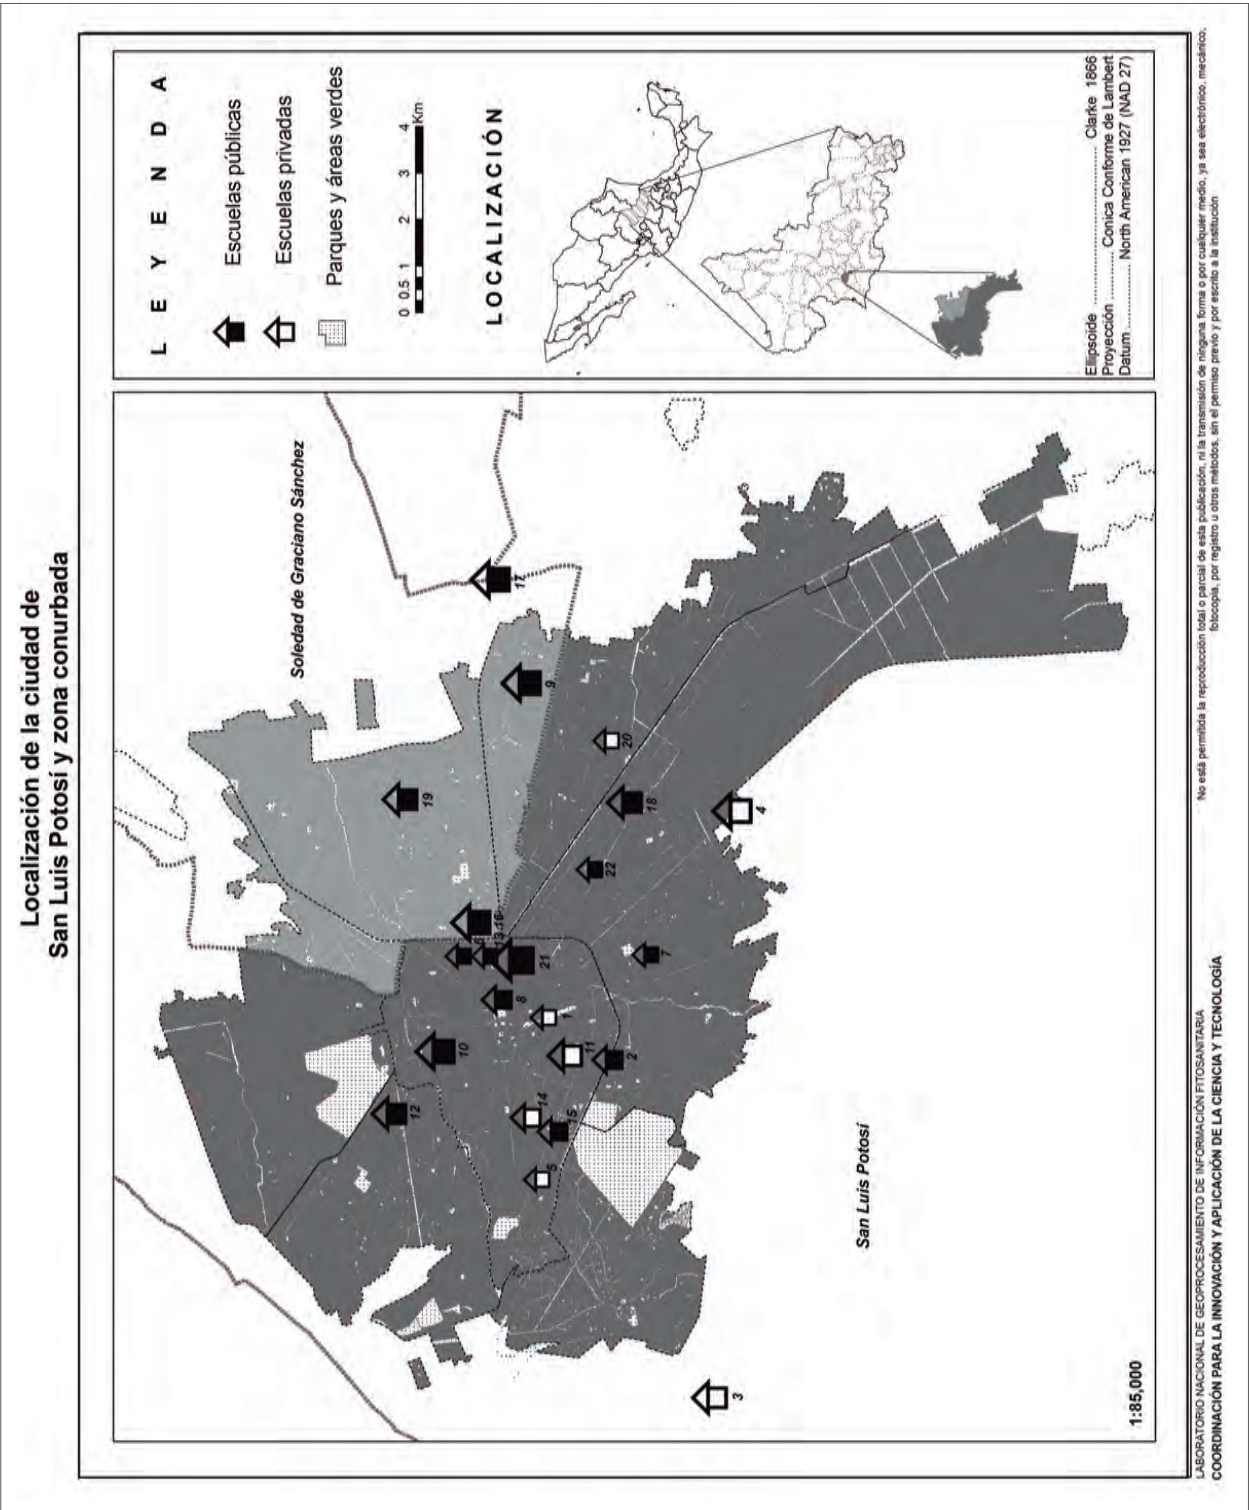 Localización de la ciudad de
San Luis Potosí y zona conurbada
Soledad de Graciano Sánchez
San Luis Potosí
1:85,000
3
5
14
15
12
10
11
2
1
8
21
13
16
6
7
22
18
4
19
20
9
17
L E Y E N D A
Escuelas públicas
Escuelas privadas
Parques y áreas verdes
0 0.5 1 2 3 4 Km
LOCALIZACIÓN
Ellipsoide ........................ Clarke 1866
Proyección ............ Conica Conforme de Lambert
Datum ............ North American 1927 (NAD 27)
LABORATORIO NACIONAL DE GEOPROCESAMIENTO DE INFORMACIÓN FITOSANITARIA
COORDINACIÓN PARA LA INNOVACIÓN Y APLICACIÓN DE LA CIENCIA Y TECNOLOGÍA
No está permitida la reproducción total o parcial de esta publicación, ni la transmisión de ninguna forma o por cualquier medio, ya sea electrónico, mecánico,
fotocopia, por registro u otros métodos, sin el permiso previo y por escrito a la institución